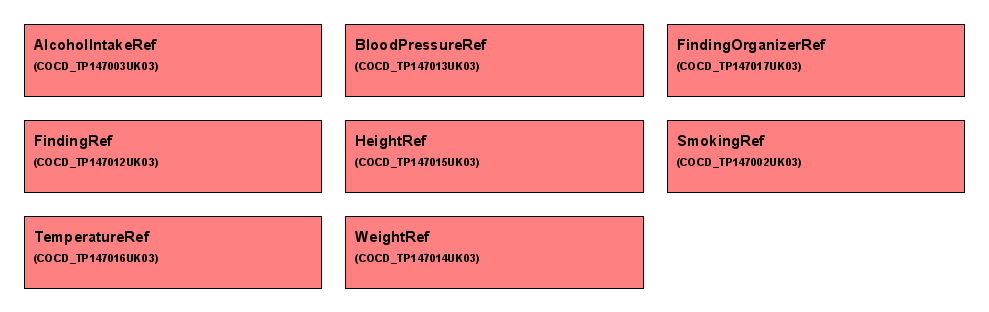 AlcoholIntakeRef
(COCD_TP147003UK03)
BloodPressureRef
(COCD_TP147013UK03)
FindingOrganizerRef
(COCD_TP147017UK03)
FindingRef
(COCD_TP147012UK03)
HeightRef
(COCD_TP147015UK03)
SmokingRef
(COCD_TP147002UK03)
TemperatureRef
(COCD_TP147016UK03)
WeightRef
(COCD_TP147014UK03)